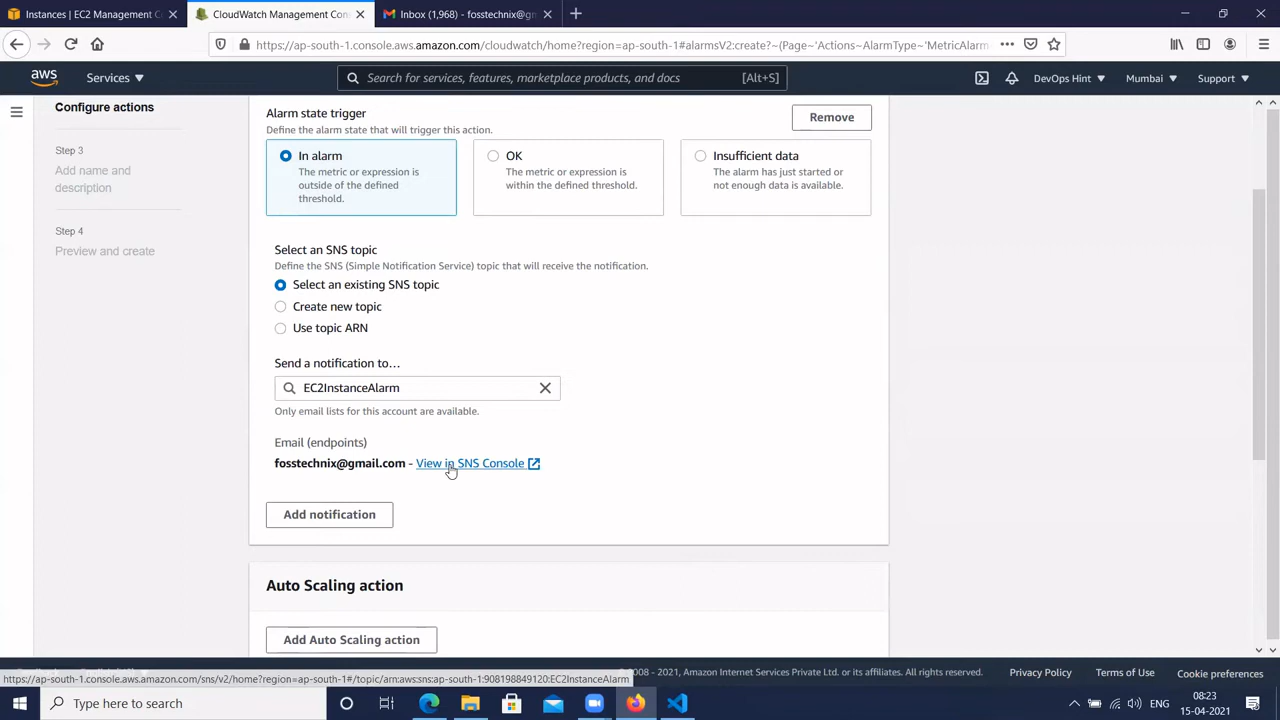 Instances | EC2 Management C
CloudWatch Management Con
Inbox (1,968) - fosstechnix@gm
https://ap-south-1.console.aws.amazon.com/cloudwatch/home?region=ap-south-1#alarmsV2:create?~(Page~'Actions~AlarmType~'MetricAlarm
aws
Services
Search for services, features, marketplace products, and docs
[Alt+S]
DevOps Hint
Mumbai
Support
Configure actions
Step 3
Add name and
description
Step 4
Preview and create
Alarm state trigger
Define the alarm state that will trigger this action.
Remove
In alarm
The metric or expression is
outside of the defined
threshold.
OK
The metric or expression is
within the defined threshold.
Insufficient data
The alarm has just started or
not enough data is available.
Select an SNS topic
Define the SNS (Simple Notification Service) topic that will receive the notification.
Select an existing SNS topic
Create new topic
Use topic ARN
Send a notification to…
EC2InstanceAlarm
Only email lists for this account are available.
Email (endpoints)
fosstechnix@gmail.com - View in SNS Console
Add notification
Auto Scaling action
Add Auto Scaling action
https://ap-south-1.console.aws.amazon.com/sns/v2/home?region=ap-south-1#/topic/arn:aws:sns:ap-south-1:908198849120:EC2InstanceAlarm
2008 - 2021, Amazon Internet Services Private Ltd. or its affiliates. All rights reserved.
Privacy Policy
Terms of Use
Cookie preferences
Type here to search
ENG
08:23
15-04-2021